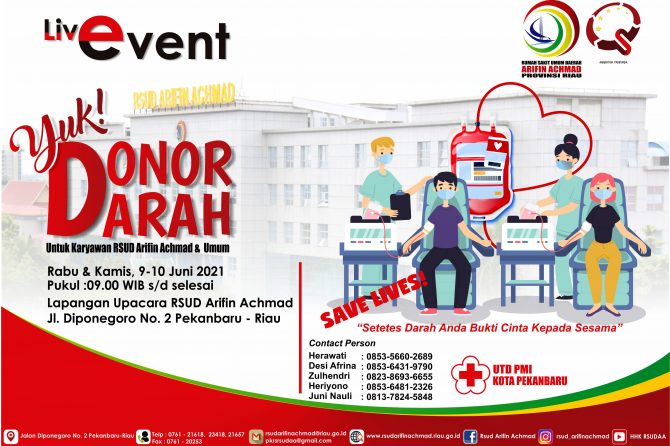 Live event
RUMAH SAKIT UMUM DAERAH
ARIFIN ACHMAD
PROVINSI RIAU
RSUD ARIFIN ACHMAD
Yuk!
DONOR
DARAH
Untuk Karyawan RSUD Arifin Achmad & Umum
Rabu & Kamis, 9-10 Juni 2021
Pukul :09.00 WIB s/d selesai
Lapangan Upacara RSUD Arifin Achmad
Jl. Diponegoro No. 2 Pekanbaru - Riau
SAVE LIVES!
“Setetes Darah Anda Bukti Cinta Kepada Sesama”
Contact Person
Herawati : 0853-5660-2689
Desi Afrina : 0853-6431-9790
Zulhendri : 0823-8693-6655
Heriyono : 0853-6481-2326
Juni Nauli : 0813-7824-5848
UTD PMI
KOTA PEKANBARU
Jalan Diponegoro No. 2 Pekanbaru-Riau
Telp : 0761 - 21618, 23418, 21657
Fax : 0761 - 20253
rsudarifinachmad@riau.go.id
pkrsrsudaa@gmail.com
www.rsudarifinachmad.riau.go.id
Rsud Arifin Achmad
rsud_arifinachmad
HHK RSUDAA